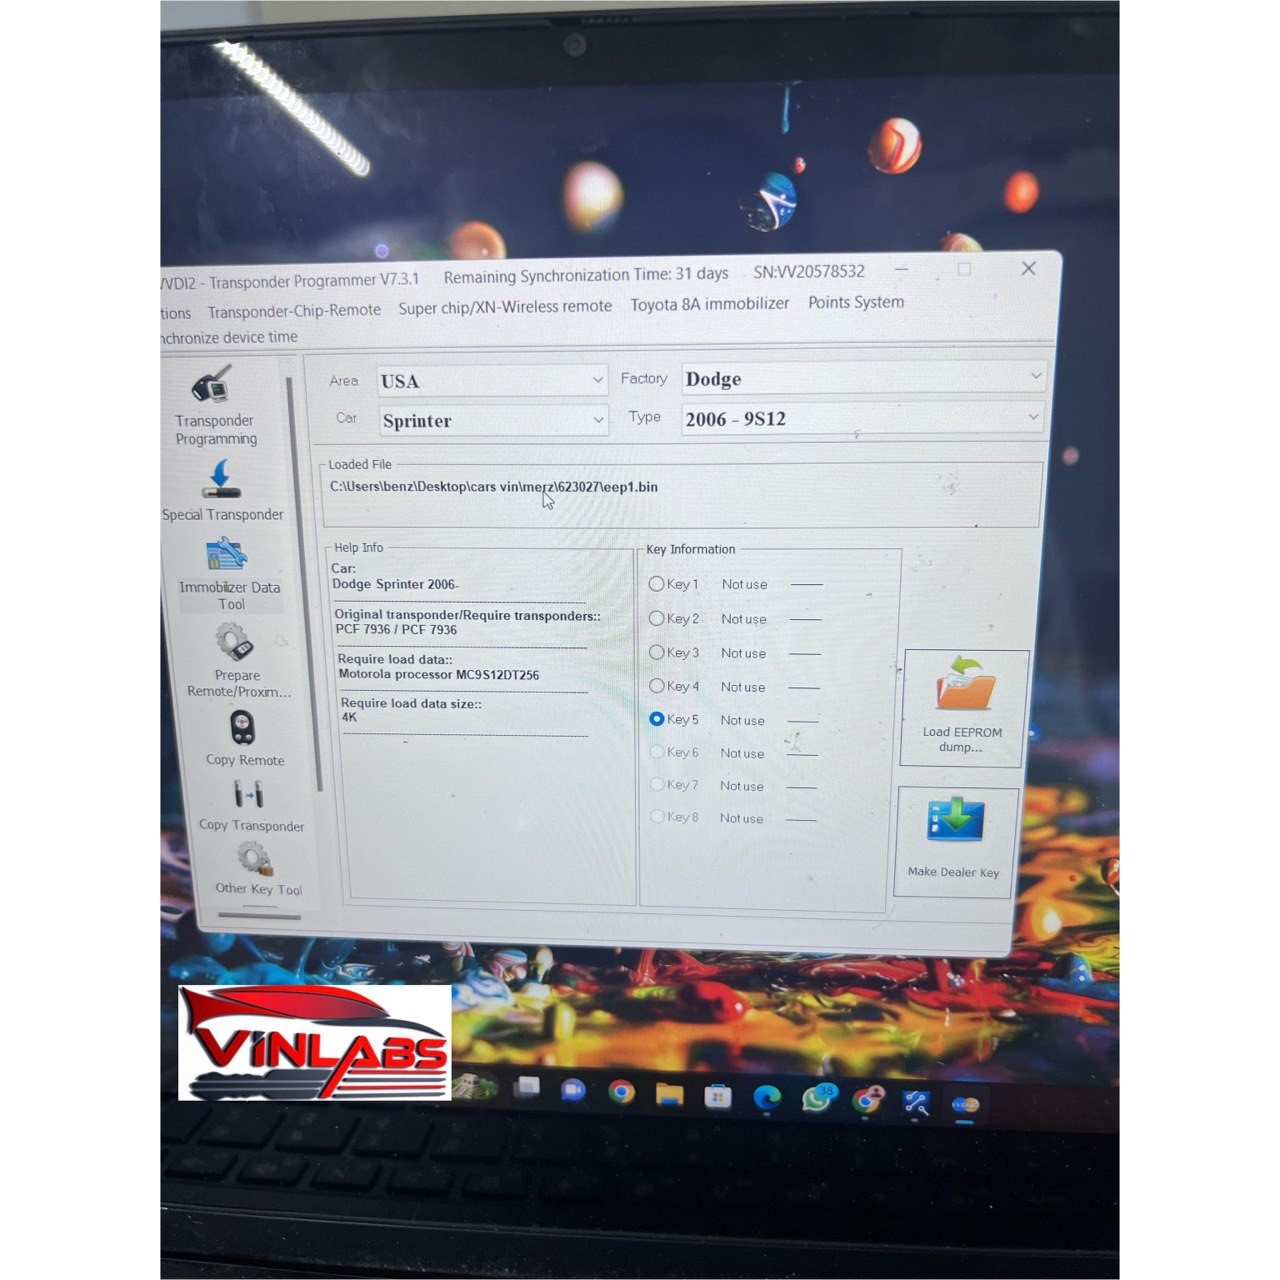 VVDI2 - Transponder Programmer V7.3.1 Remaining Synchronization Time: 31 days SN:VV20578532
tions Transponder-Chip-Remote Super chip/XN-Wireless remote Toyota 8A immobilizer Points System
nchronize device time
Area USA Factory Dodge
Car Sprinter Type 2006 - 9S12
Transponder
Programming
Special Transponder
Immobilizer Data
Tool
Prepare
Remote/Proxim...
Copy Remote
Copy Transponder
Other Key Tool
Loaded File
C:\Users\benz\Desktop\cars vin\merz\623027\eep1.bin
Help Info
Car:
Dodge Sprinter 2006-
Original transponder/Require transponders::
PCF 7936 / PCF 7936
Require load data::
Motorola processor MC9S12DT256
Require load data size::
4K
Key Information
Key 1 Not use
Key 2 Not use
Key 3 Not use
Key 4 Not use
Key 5 Not use
Key 6 Not use
Key 7 Not use
Key 8 Not use
Load EEPROM
dump...
Make Dealer Key
VINLABS
38